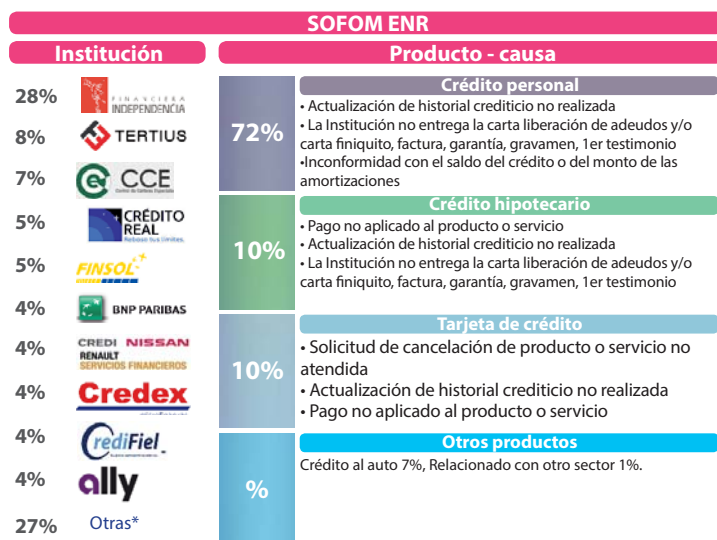 SOFOM ENR
Institución
28%
FINANCIERA
INDEPENDENCIA
8%
TERTIUS
7%
CCE
5%
CRÉDITO
REAL
5%
FINSOL
4%
BNP PARIBAS
4%
CREDI NISSAN
RENAULT
SERVICIOS FINANCIEROS
4%
Credex
4%
CrediFiel
4%
ally
27%
Otras*
Producto - causa
72%
Crédito personal
• Actualización de historial crediticio no realizada
• La Institución no entrega la carta liberación de adeudos y/o
carta finiquito, factura, garantía, gravamen, 1er testimonio
•Inconformidad con el saldo del crédito o del monto de las
amortizaciones
10%
Crédito hipotecario
• Pago no aplicado al producto o servicio
• Actualización de historial crediticio no realizada
• La Institución no entrega la carta liberación de adeudos y/o
carta finiquito, factura, garantía, gravamen, 1er testimonio
10%
Tarjeta de crédito
• Solicitud de cancelación de producto o servicio no
atendida
• Actualización de historial crediticio no realizada
• Pago no aplicado al producto o servicio
%
Otros productos
Crédito al auto 7%, Relacionado con otro sector 1%.